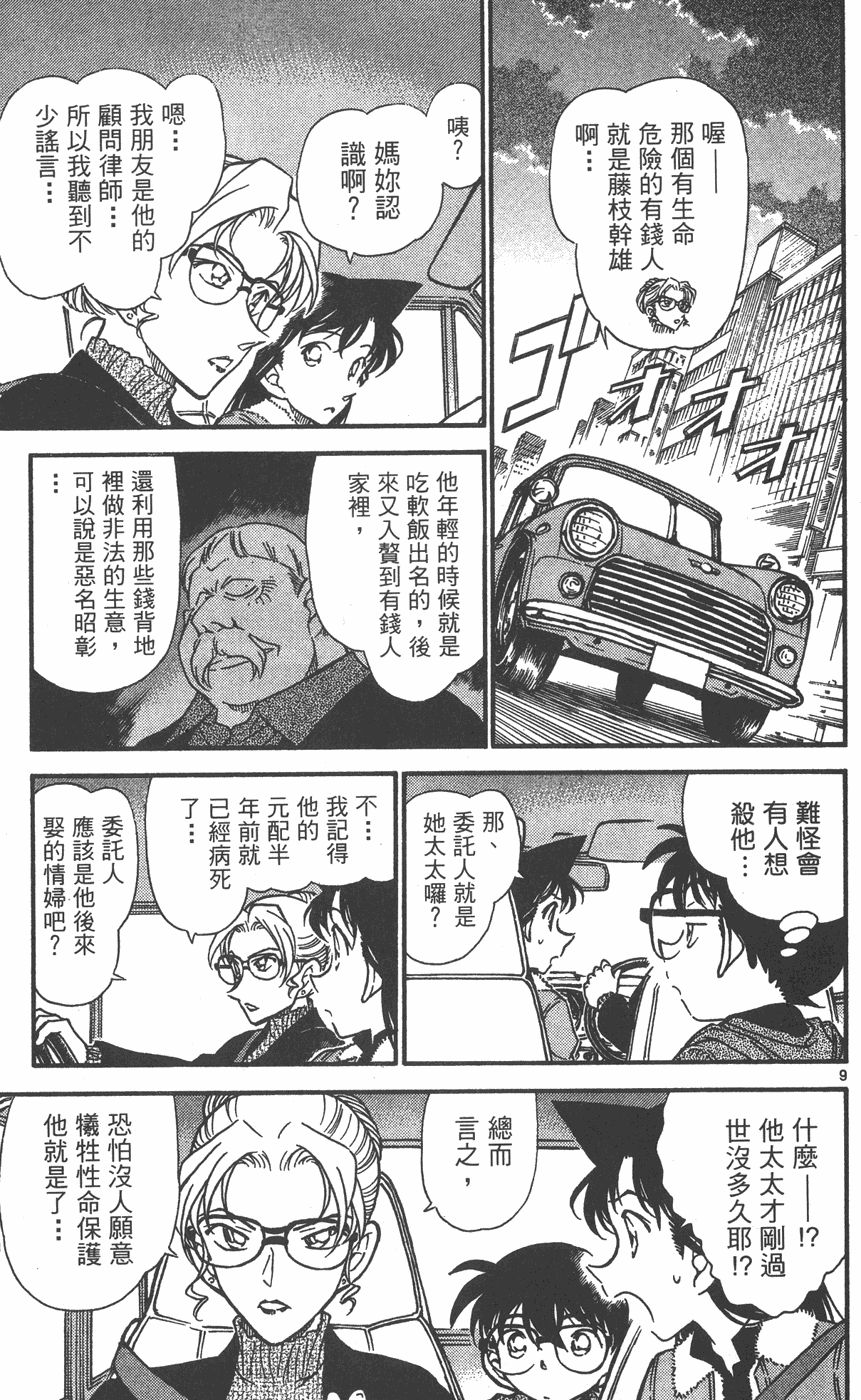 喔——
那個有生命
危險的有錢人
就是藤枝幹雄
啊…
ゴオオ
咦?
媽妳認
識啊?
嗯…
我朋友是他的
顧問律師…
所以我聽到不
少謠言…
他年輕的時候就是
吃軟飯出名的，後
來又入贅到有錢人
家裡，
還利用那些錢背地
裡做非法的生意，
可以說是惡名昭彰
…
難怪會
有人想
殺他…
那、
委託人就是
她太太囉?
不…
我記得
他的
元配半
年前就
已經病死
了…
委託人
應該是他後來
娶的情婦吧?
9
什麼——!?
他太太才剛過
世沒多久耶!?
總而
言之，
恐怕沒人願意
犧牲性命保護
他就是了…